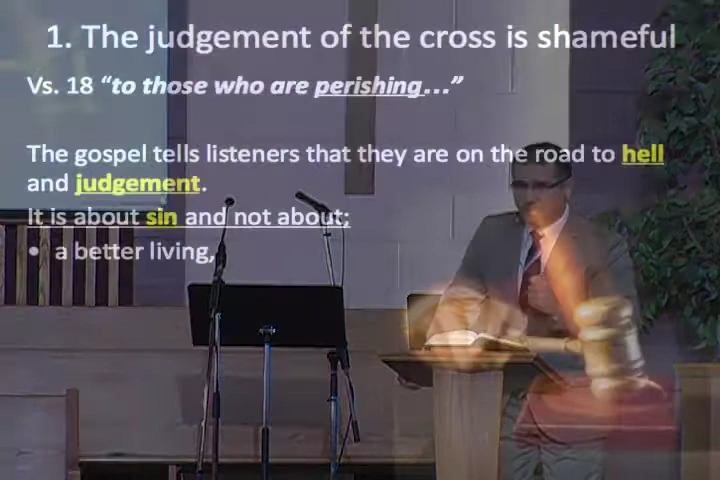 1. The judgement of the cross is shameful
Vs. 18 “to those who are perishing…”
The gospel tells listeners that they are on the road to hell
and judgement.
It is about sin and not about;
• a better living,